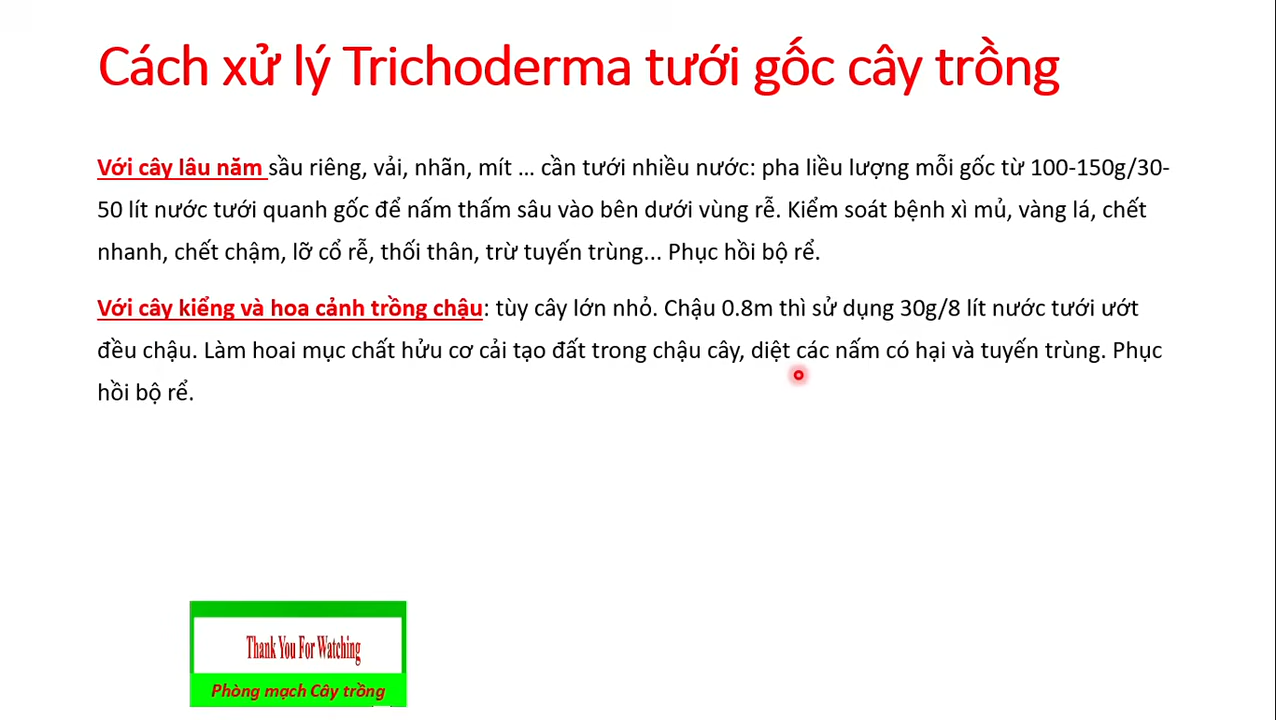 Cách xử lý Trichoderma tưới gốc cây trồng
Với cây lâu năm sầu riêng, vải, nhãn, mít ... cần tưới nhiều nước: pha liều lượng mỗi gốc từ 100-150g/30-
50 lít nước tưới quanh gốc để nấm thấm sâu vào bên dưới vùng rễ. Kiểm soát bệnh xì mủ, vàng lá, chết
nhanh, chết chậm, lỡ cổ rễ, thối thân, trừ tuyến trùng... Phục hồi bộ rể.
Với cây kiểng và hoa cảnh trồng chậu: tùy cây lớn nhỏ. Chậu 0.8m thì sử dụng 30g/8 lít nước tưới ướt
đều chậu. Làm hoai mục chất hửu cơ cải tạo đất trong chậu cây, diệt các nấm có hại và tuyến trùng. Phục
hồi bộ rể.
Thank You For Watching
Phòng mạch Cây trồng